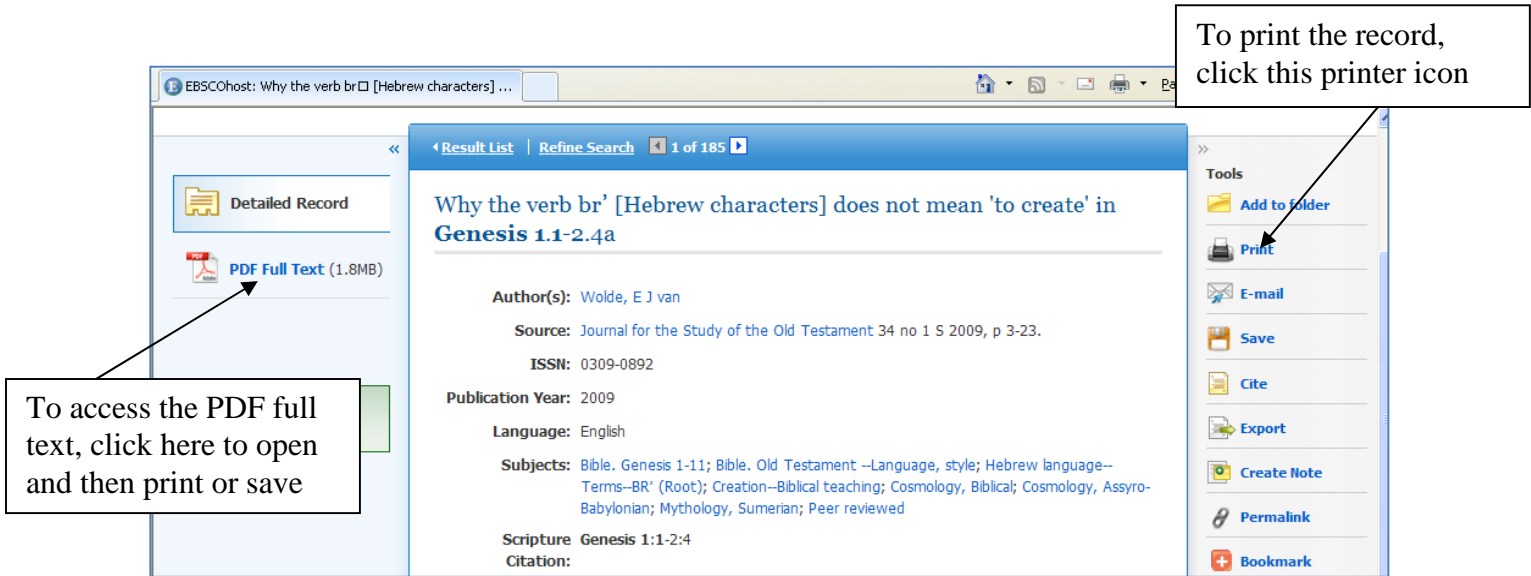 To print the record,
click this printer icon
EBSCOhost: Why the verb br□ [Hebrew characters] ...
Result List | Refine Search 1 of 185
«
»
Tools
Detailed Record
PDF Full Text (1.8MB)
Why the verb br’ [Hebrew characters] does not mean 'to create' in
Genesis 1.1-2.4a
Author(s): Wolde, E J van
Source: Journal for the Study of the Old Testament 34 no 1 S 2009, p 3-23.
ISSN: 0309-0892
Publication Year: 2009
Language: English
Subjects: Bible. Genesis 1-11; Bible. Old Testament --Language, style; Hebrew language--
Terms--BR' (Root); Creation--Biblical teaching; Cosmology, Biblical; Cosmology, Assyro-
Babylonian; Mythology, Sumerian; Peer reviewed
Scripture Genesis 1:1-2:4
Citation:
Add to folder
Print
E-mail
Save
Cite
Export
Create Note
Permalink
Bookmark
To access the PDF full
text, click here to open
and then print or save